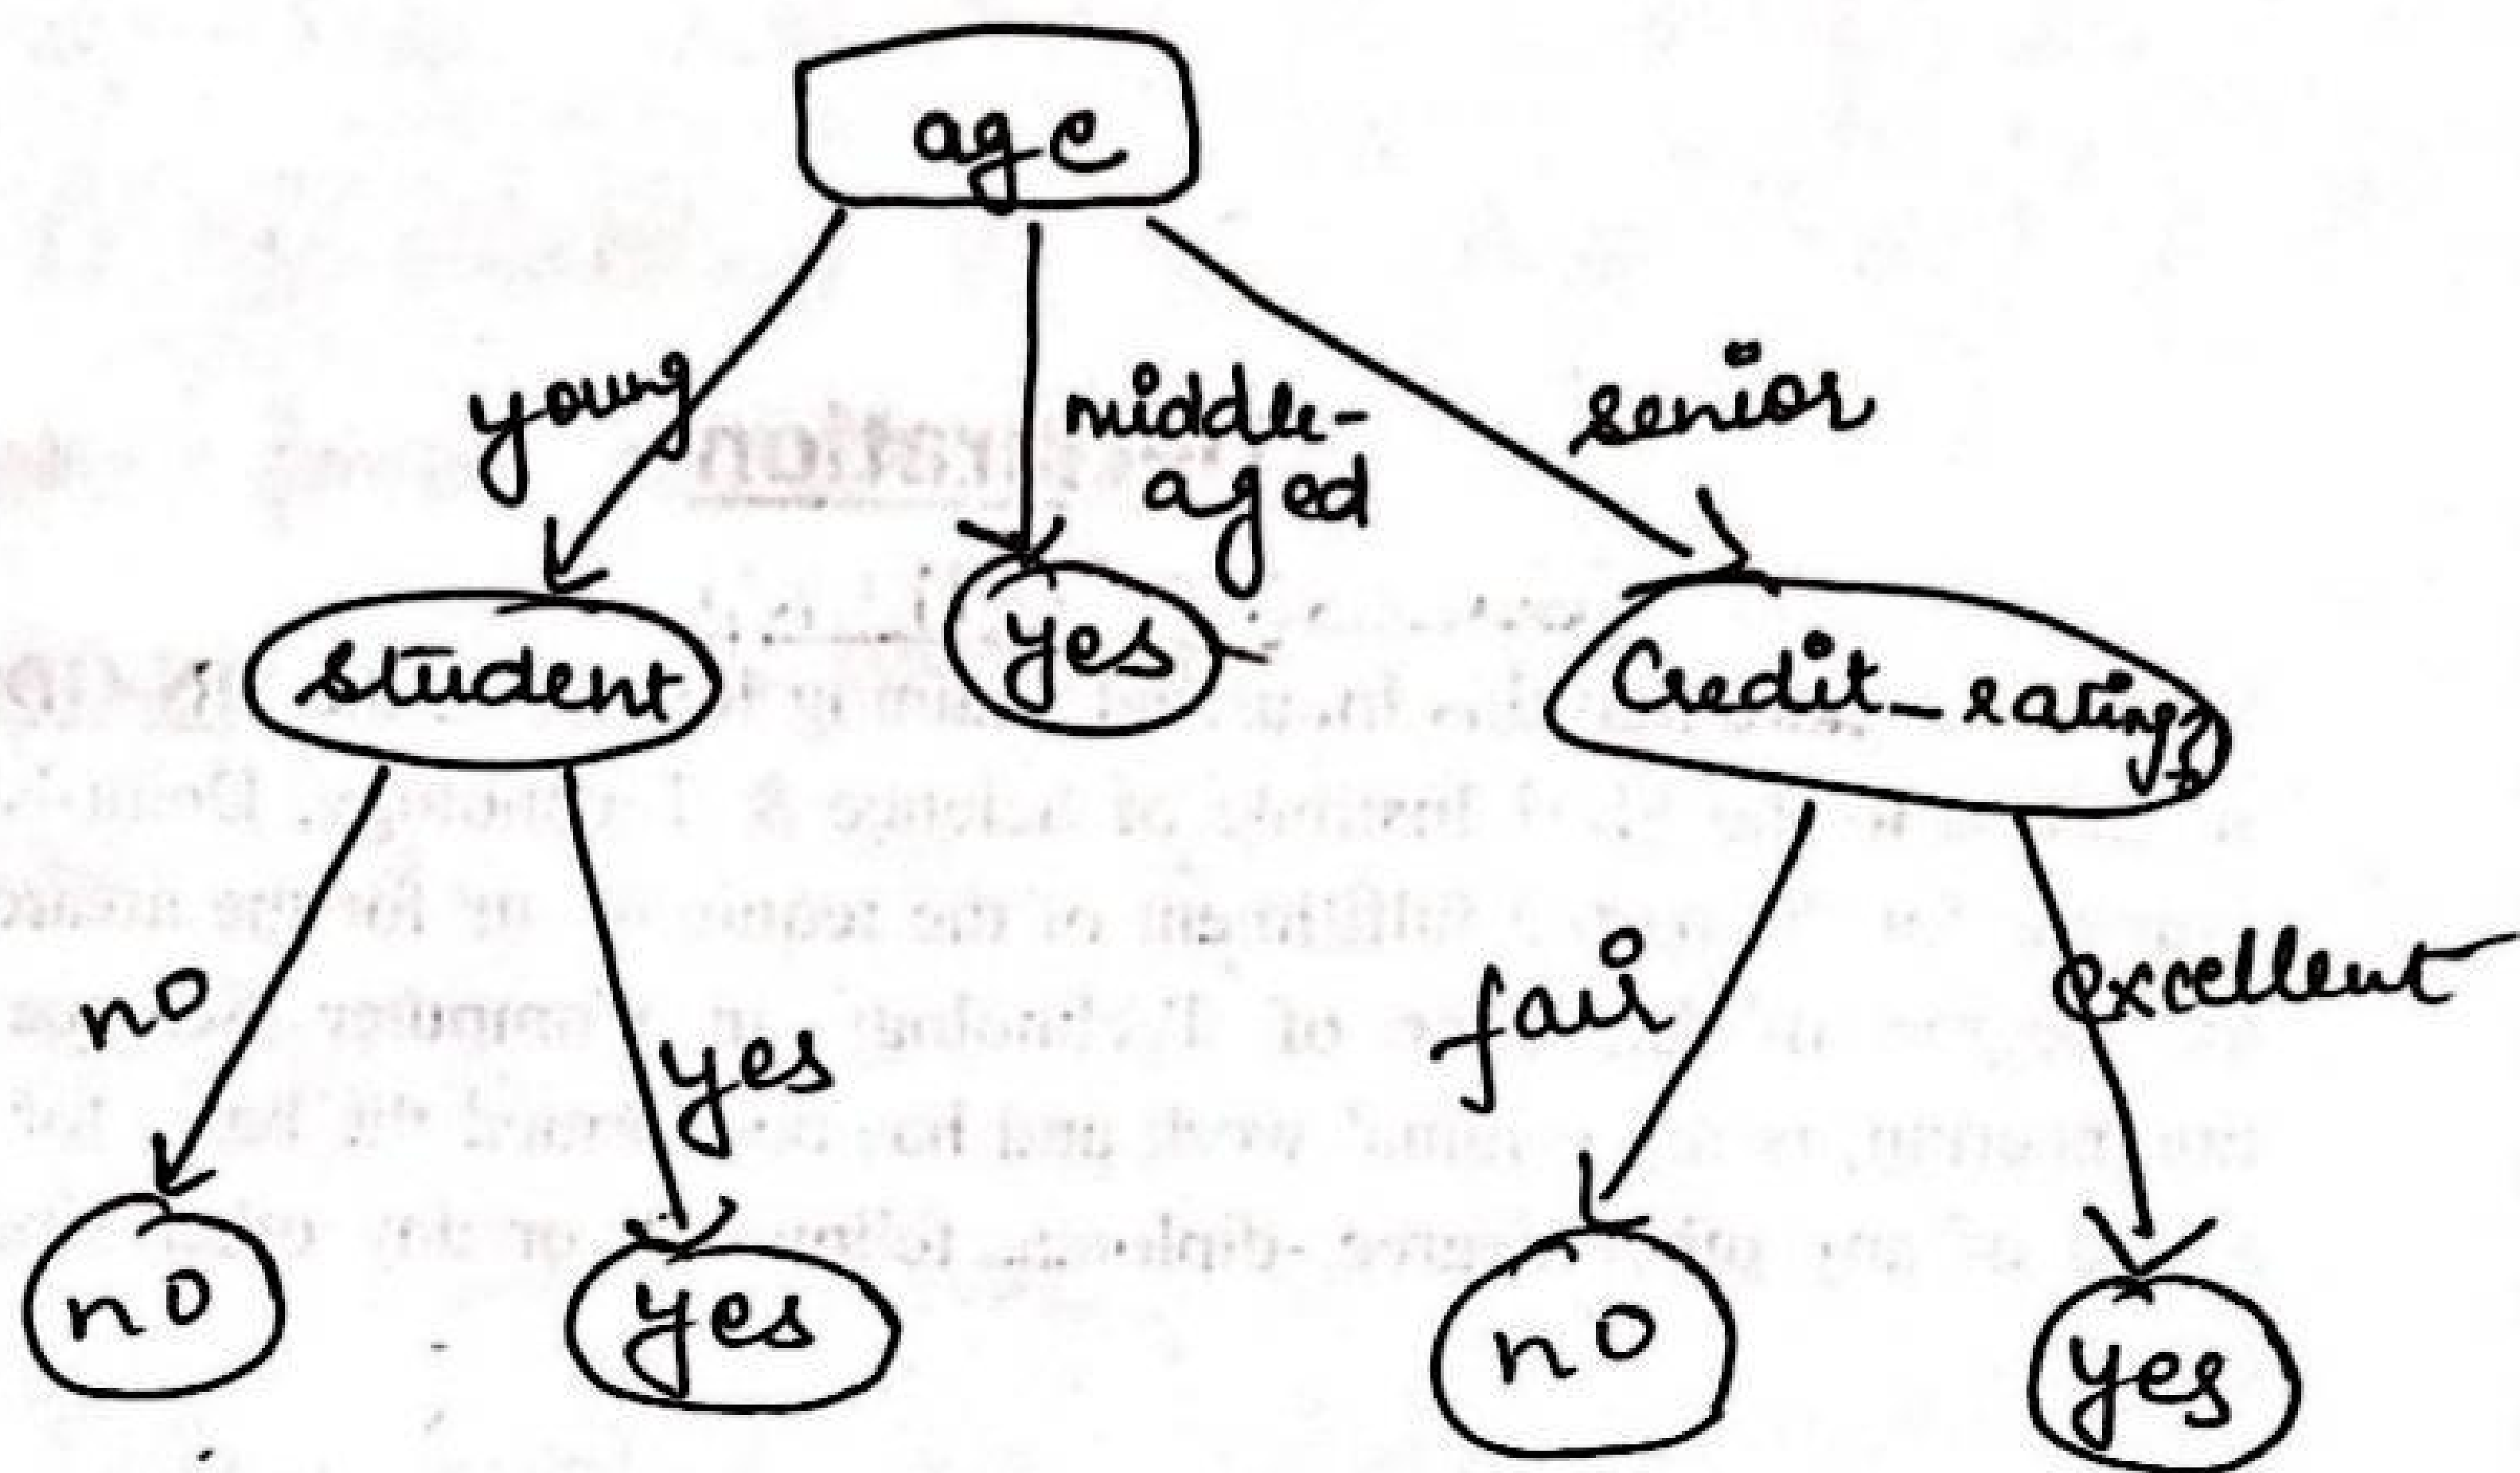 age
young
middle-
aged
senior
student
yes
Credit_rating?
no
yes
fair
excellent
no
yes
no
yes